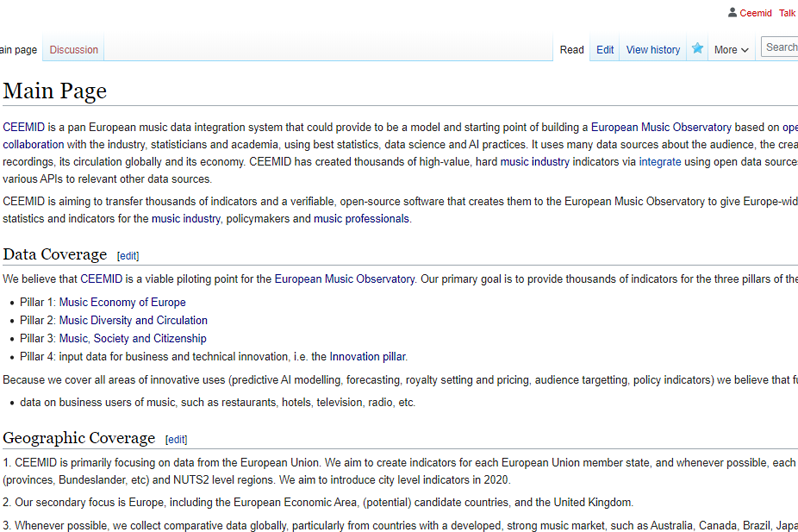 Ceemid Talk
ain page Discussion Read Edit View history More Search
Main Page
CEEMID is a pan European music data integration system that could provide to be a model and starting point of building a European Music Observatory based on ope
collaboration with the industry, statisticians and academia, using best statistics, data science and AI practices. It uses many data sources about the audience, the crea
recordings, its circulation globally and its economy. CEEMID has created thousands of high-value, hard music industry indicators via integrate using open data source
various APIs to relevant other data sources.
CEEMID is aiming to transfer thousands of indicators and a verifiable, open-source software that creates them to the European Music Observatory to give Europe-wid
statistics and indicators for the music industry, policymakers and music professionals.
Data Coverage [edit]
We believe that CEEMID is a viable piloting point for the European Music Observatory. Our primary goal is to provide thousands of indicators for the three pillars of the
• Pillar 1: Music Economy of Europe
• Pillar 2: Music Diversity and Circulation
• Pillar 3: Music, Society and Citizenship
• Pillar 4: input data for business and technical innovation, i.e. the Innovation pillar.
Because we cover all areas of innovative uses (predictive AI modelling, forecasting, royalty setting and pricing, audience targetting, policy indicators) we believe that fu
• data on business users of music, such as restaurants, hotels, television, radio, etc.
Geographic Coverage [edit]
1. CEEMID is primarily focusing on data from the European Union. We aim to create indicators for each European Union member state, and whenever possible, each
(provinces, Bundeslander, etc) and NUTS2 level regions. We aim to introduce city level indicators in 2020.
2. Our secondary focus is Europe, including the European Economic Area, (potential) candidate countries, and the United Kingdom.
3. Whenever possible, we collect comparative data globally, particularly from countries with a developed, strong music market, such as Australia, Canada, Brazil, Japa